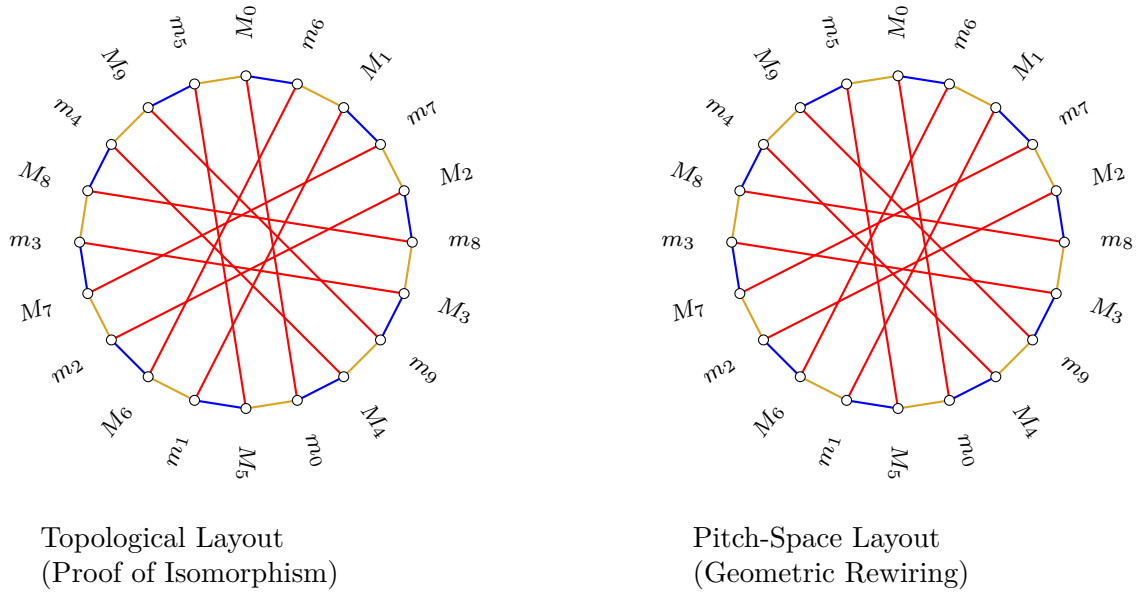 M₀
m₆
M₁
m₇
M₂
m₈
M₃
m₉
M₄
m₀
M₅
m₁
M₆
m₂
M₇
m₃
M₈
m₄
M₉
m₅
Topological Layout
(Proof of Isomorphism)
M₀
m₆
M₁
m₇
M₂
m₈
M₃
m₉
M₄
m₀
M₅
m₁
M₆
m₂
M₇
m₃
M₈
m₄
M₉
m₅
Pitch-Space Layout
(Geometric Rewiring)